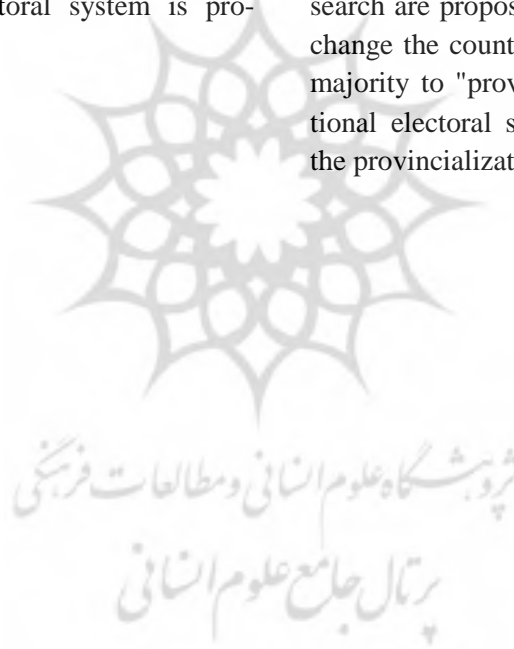 toral system is pro-
search are propos
change the count
majority to "prov
tional electoral s
the provincializat
پژوهشگاه علوم انسانی و مطالعات فرهنگی
پرتال جامع علوم انسانی